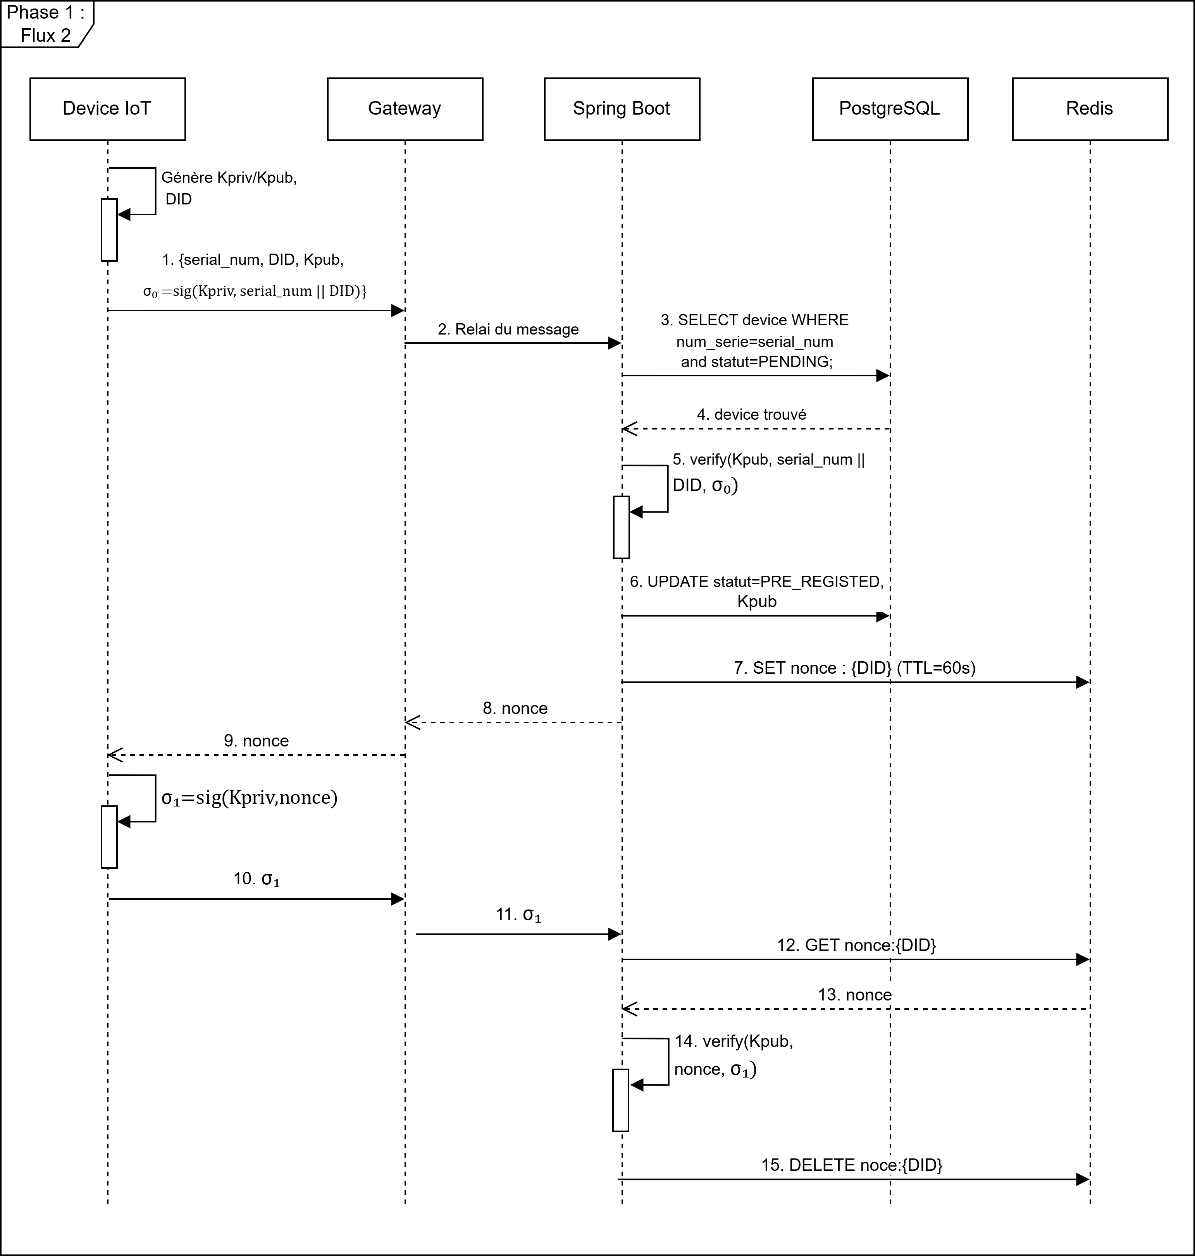 Phase 1 :
Flux 2
Device IoT
Gateway
Spring Boot
PostgreSQL
Redis
Génère Kpriv/Kpub,
DID
1. {serial_num, DID, Kpub,
σ₀ =sig(Kpriv, serial_num || DID)}
2. Relai du message
3. SELECT device WHERE
num_serie=serial_num
and statut=PENDING;
4. device trouvé
5. verify(Kpub, serial_num ||
DID, σ₀)
6. UPDATE statut=PRE_REGISTED,
Kpub
7. SET nonce : {DID} (TTL=60s)
8. nonce
9. nonce
σ₁=sig(Kpriv,nonce)
10. σ₁
11. σ₁
12. GET nonce:{DID}
13. nonce
14. verify(Kpub,
nonce, σ₁)
15. DELETE noce:{DID}